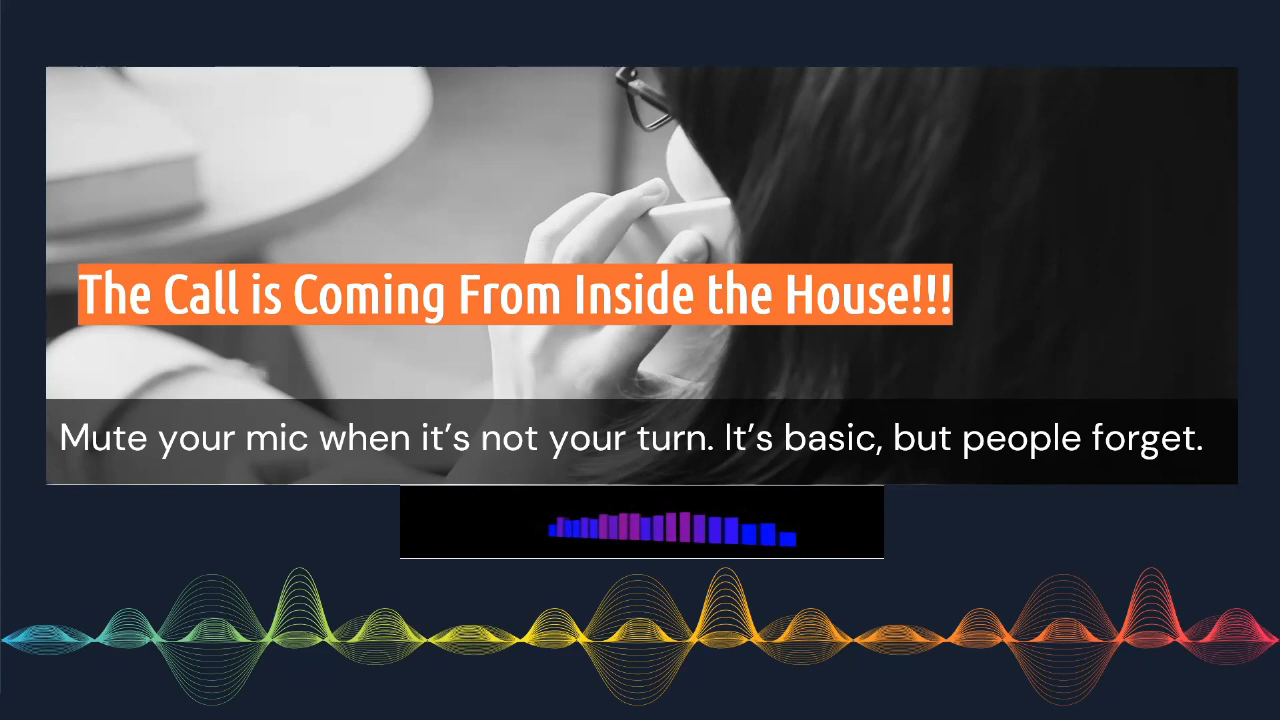 The Call is Coming From Inside the House!!!
Mute your mic when it’s not your turn. It’s basic, but people forget.